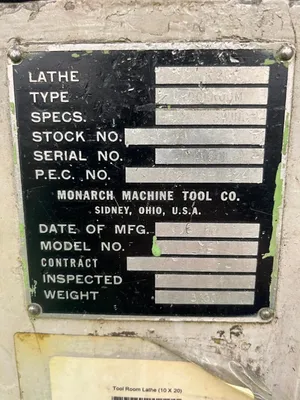 LATHE
TYPE
SPECS.
STOCK NO.
SERIAL NO.
P.E.C. NO.
MONARCH MACHINE TOOL CO.
SIDNEY, OHIO, U.S.A.
DATE OF MFG.
MODEL NO.
CONTRACT
INSPECTED
WEIGHT
Tool Room Lathe (10 X 20)